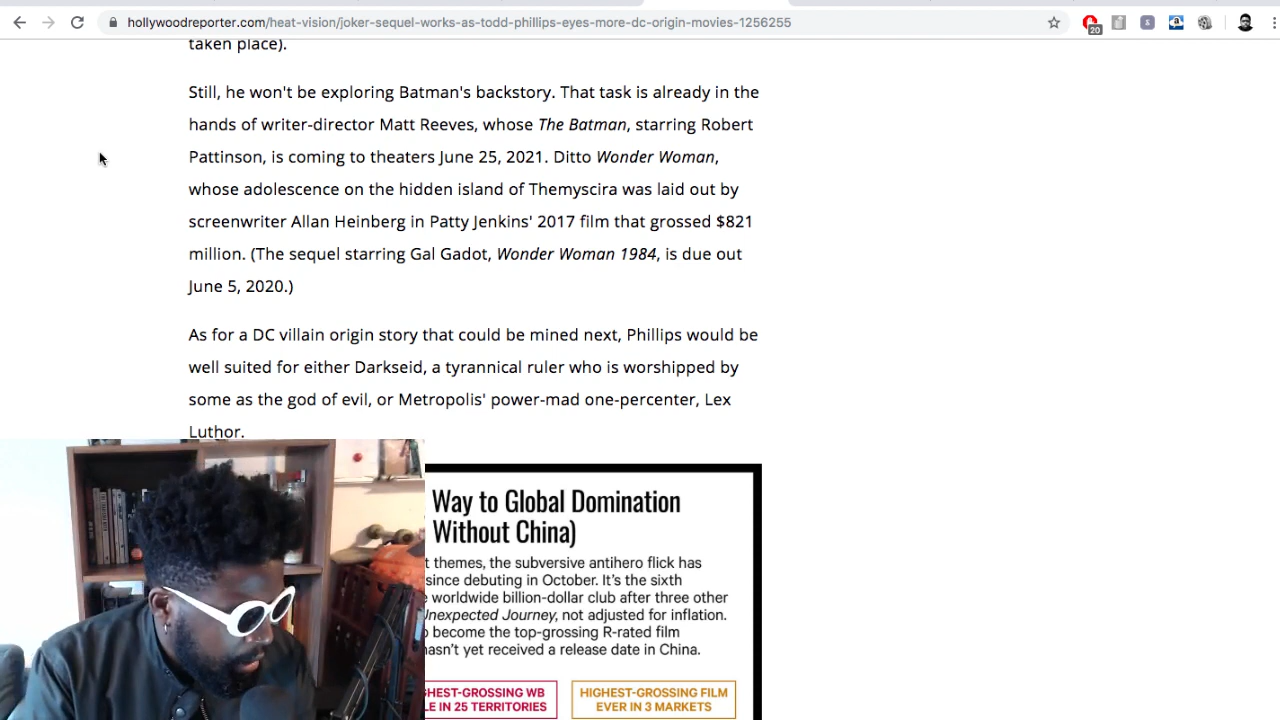 hollywoodreporter.com/heat-vision/joker-sequel-works-as-todd-phillips-eyes-more-dc-origin-movies-1256255
20
taken place).
Still, he won't be exploring Batman's backstory. That task is already in the
hands of writer-director Matt Reeves, whose The Batman, starring Robert
Pattinson, is coming to theaters June 25, 2021. Ditto Wonder Woman,
whose adolescence on the hidden island of Themyscira was laid out by
screenwriter Allan Heinberg in Patty Jenkins' 2017 film that grossed $821
million. (The sequel starring Gal Gadot, Wonder Woman 1984, is due out
June 5, 2020.)
As for a DC villain origin story that could be mined next, Phillips would be
well suited for either Darkseid, a tyrannical ruler who is worshipped by
some as the god of evil, or Metropolis' power-mad one-percenter, Lex
Luthor.
Way to Global Domination
Without China)
t themes, the subversive antihero flick has
since debuting in October. It's the sixth
worldwide billion-dollar club after three other
Unexpected Journey, not adjusted for inflation.
become the top-grossing R-rated film
hasn't yet received a release date in China.
GHEST-GROSSING WB
LE IN 25 TERRITORIES
HIGHEST-GROSSING FILM
EVER IN 3 MARKETS